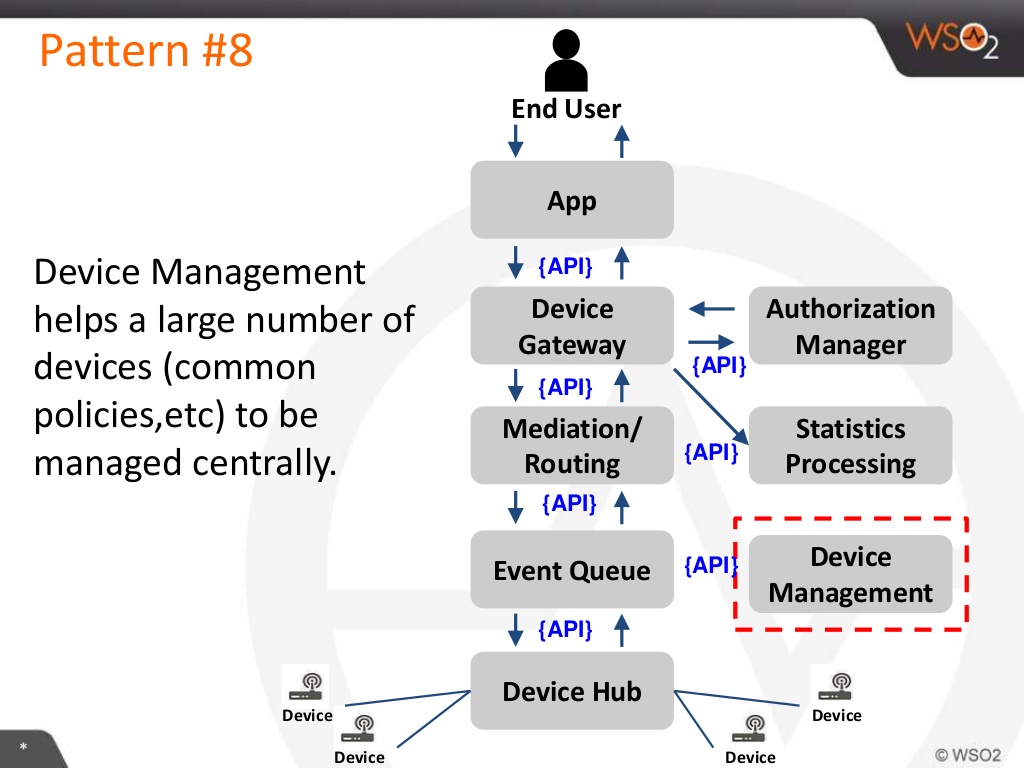 Pattern #8
WSO2
End User
App
{API}
Device Management
helps a large number of
devices (common
policies,etc) to be
managed centrally.
Device
Gateway
Authorization
Manager
{API}
{API}
Mediation/
Routing
{API}
Statistics
Processing
{API}
Event Queue
{API}
Device
Management
{API}
Device Hub
Device
Device
Device
Device
*
© WSO2